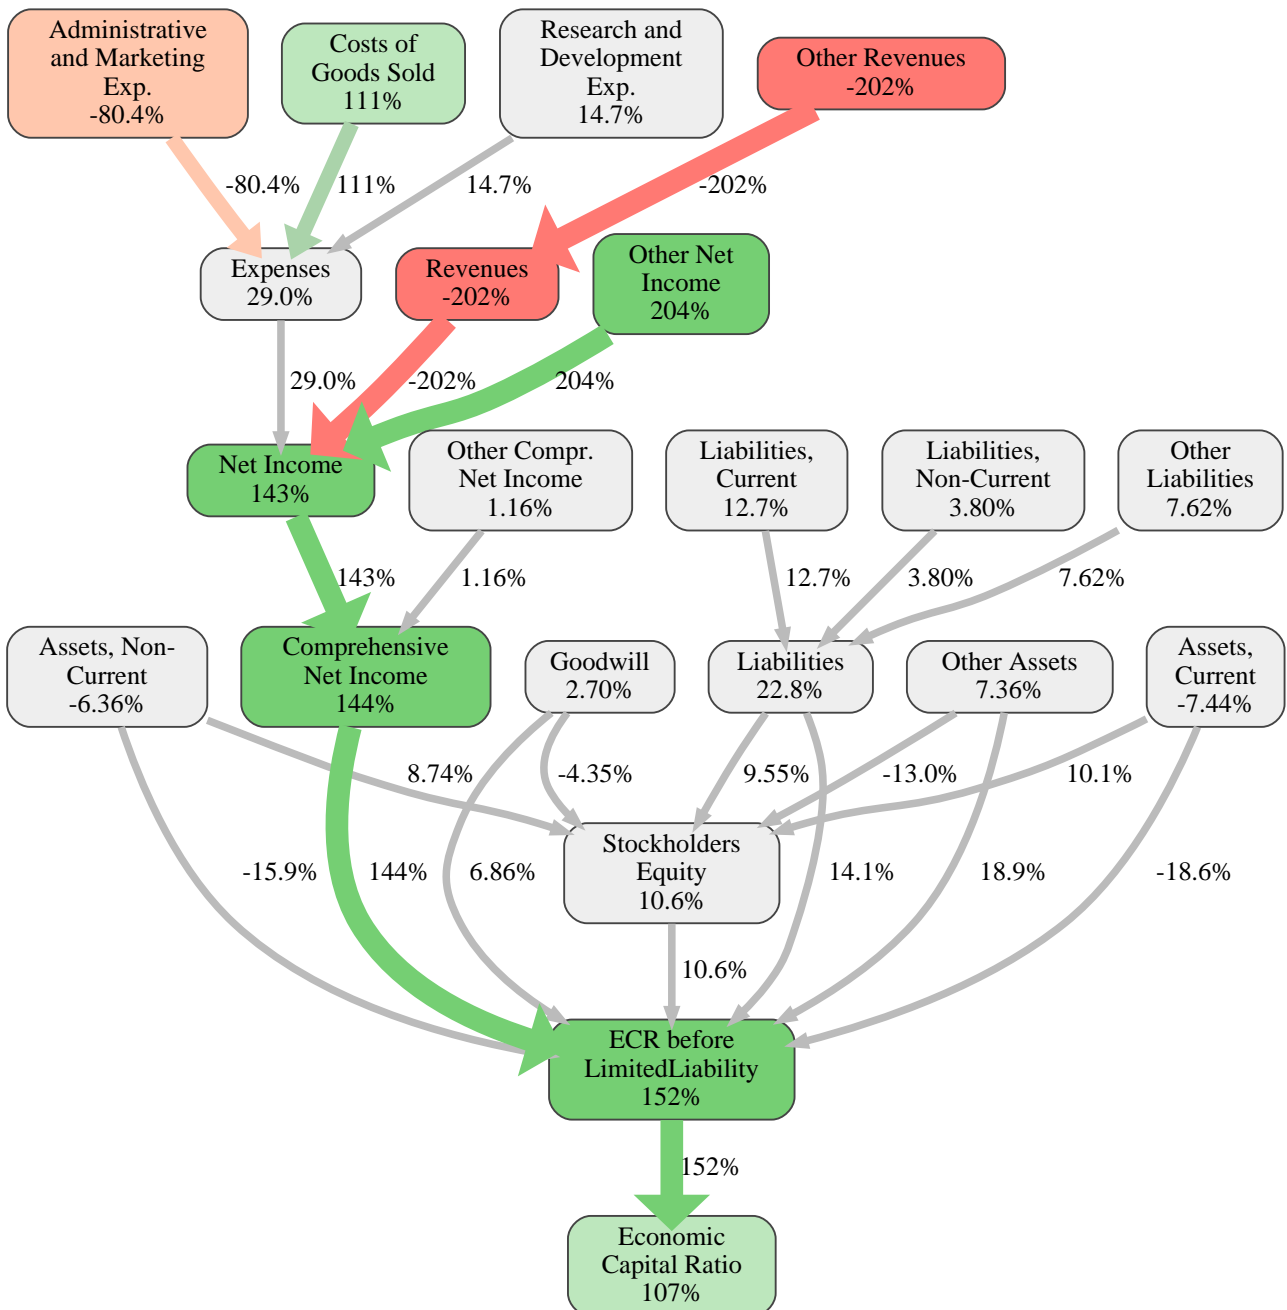 Administrative
and Marketing
Exp.
-80.4%
Costs of
Goods Sold
111%
Research and
Development
Exp.
14.7%
Other Revenues
-202%
-80.4%
111%
14.7%
-202%
Expenses
29.0%
Revenues
-202%
Other Net
Income
204%
29.0%
-202%
204%
Net Income
143%
Other Compr.
Net Income
1.16%
Liabilities,
Current
12.7%
Liabilities,
Non-Current
3.80%
Other
Liabilities
7.62%
143%
1.16%
12.7%
3.80%
7.62%
Assets, Non-
Current
-6.36%
Comprehensive
Net Income
144%
Goodwill
2.70%
Liabilities
22.8%
Other Assets
7.36%
Assets,
Current
-7.44%
8.74%
-4.35%
9.55%
-13.0%
10.1%
Stockholders
Equity
10.6%
-15.9%
144%
6.86%
14.1%
18.9%
-18.6%
10.6%
ECR before
LimitedLiability
152%
152%
Economic
Capital Ratio
107%